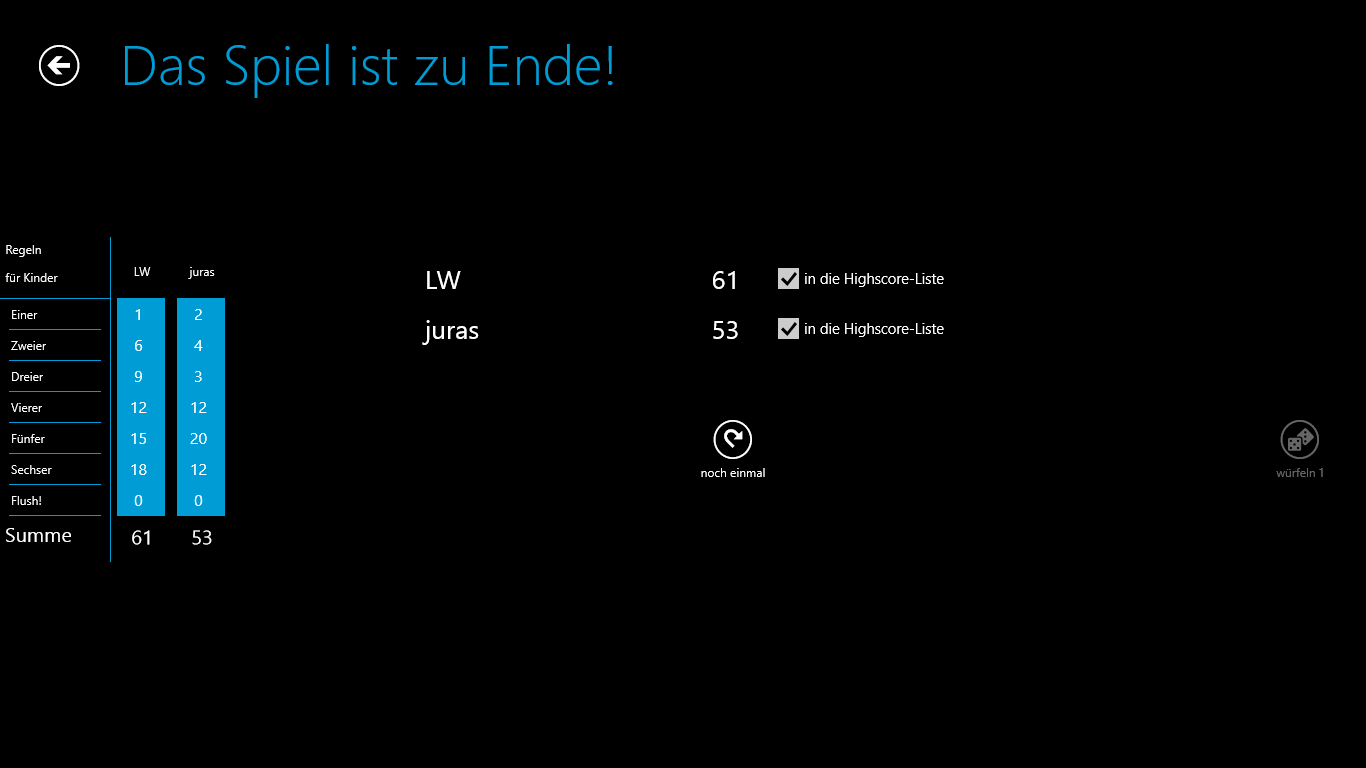 Das Spiel ist zu Ende!
Regeln
für Kinder
LW juras
Einer 1 2
Zweier 6 4
Dreier 9 3
Vierer 12 12
Fünfer 15 20
Sechser 18 12
Flush! 0 0
Summe 61 53
LW 61 in die Highscore-Liste
juras 53 in die Highscore-Liste
noch einmal
würfeln 1